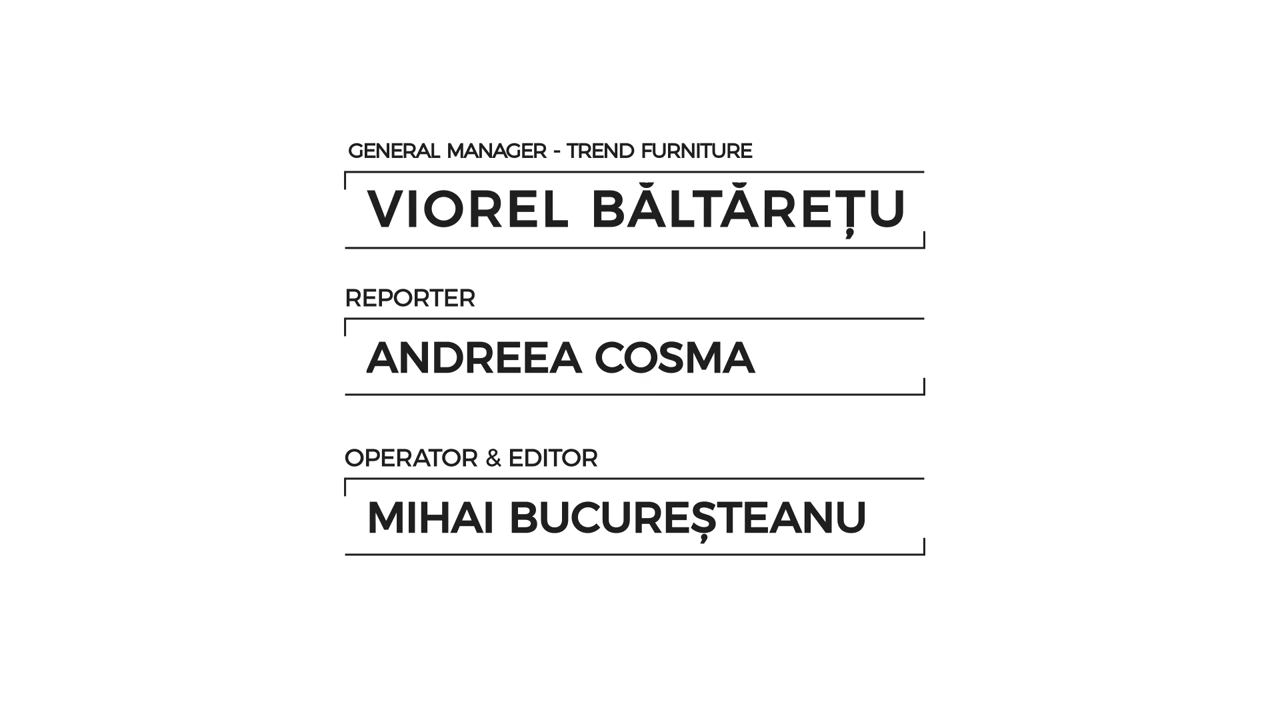 GENERAL MANAGER - TREND FURNITURE
VIOREL BĂLTĂREȚU
REPORTER
ANDREEA COSMA
OPERATOR & EDITOR
MIHAI BUCUREȘTEANU